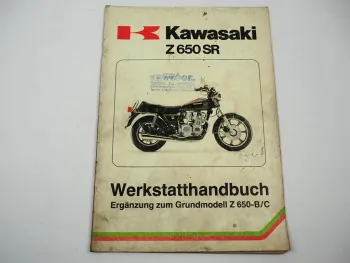 Kawasaki
Z 650 SR
Werkstatthandbuch
Ergänzung zum Grundmodell Z 650-B/C